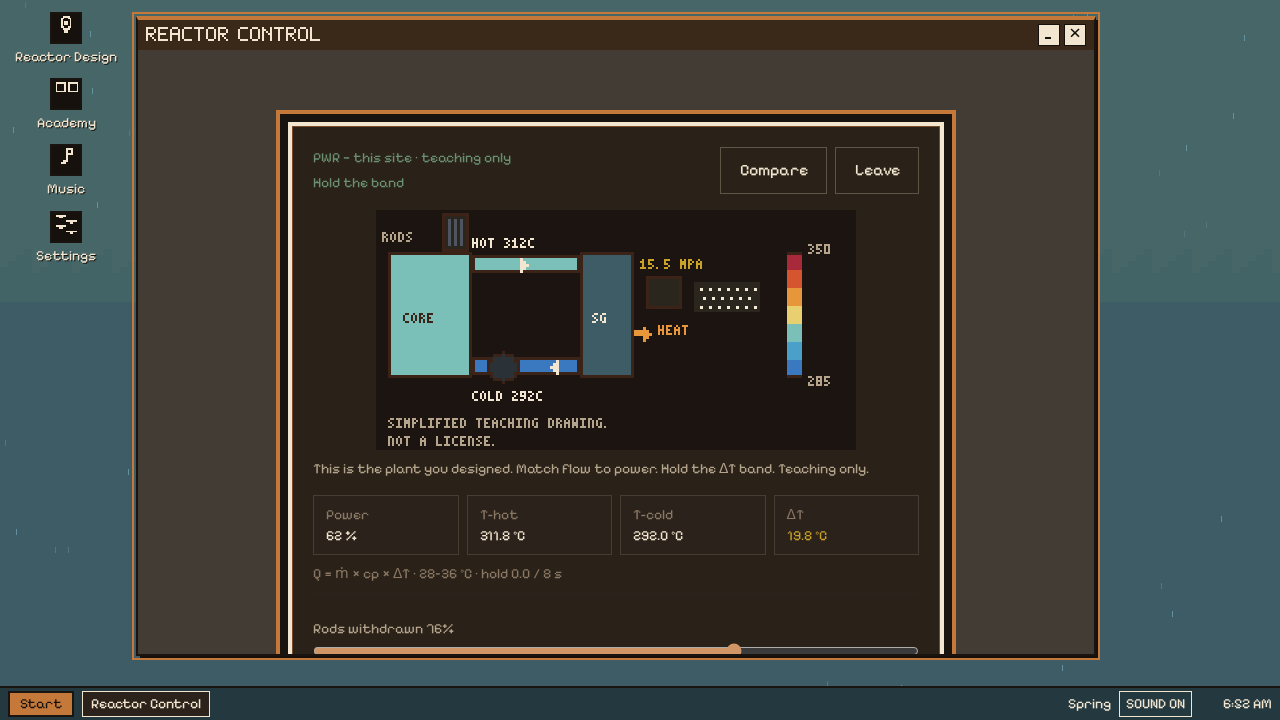 REACTOR CONTROL
Reactor Design
Academy
Music
Settings
PWR – this site · teaching only
Hold the band
Compare
Leave
RODS
HOT 312C
15.5 MPA
350
CORE
SG
HEAT
COLD 292C
285
SIMPLIFIED TEACHING DRAWING.
NOT A LICENSE.
This is the plant you designed. Match flow to power. Hold the ΔT band. Teaching only.
Power
62 %
T-hot
311.8 °C
T-cold
292.0 °C
ΔT
19.8 °C
Q = ṁ × cp × ΔT · 28–36 °C · hold 0.0 / 8 s
Rods withdrawn 76%
Start
Reactor Control
Spring
SOUND ON